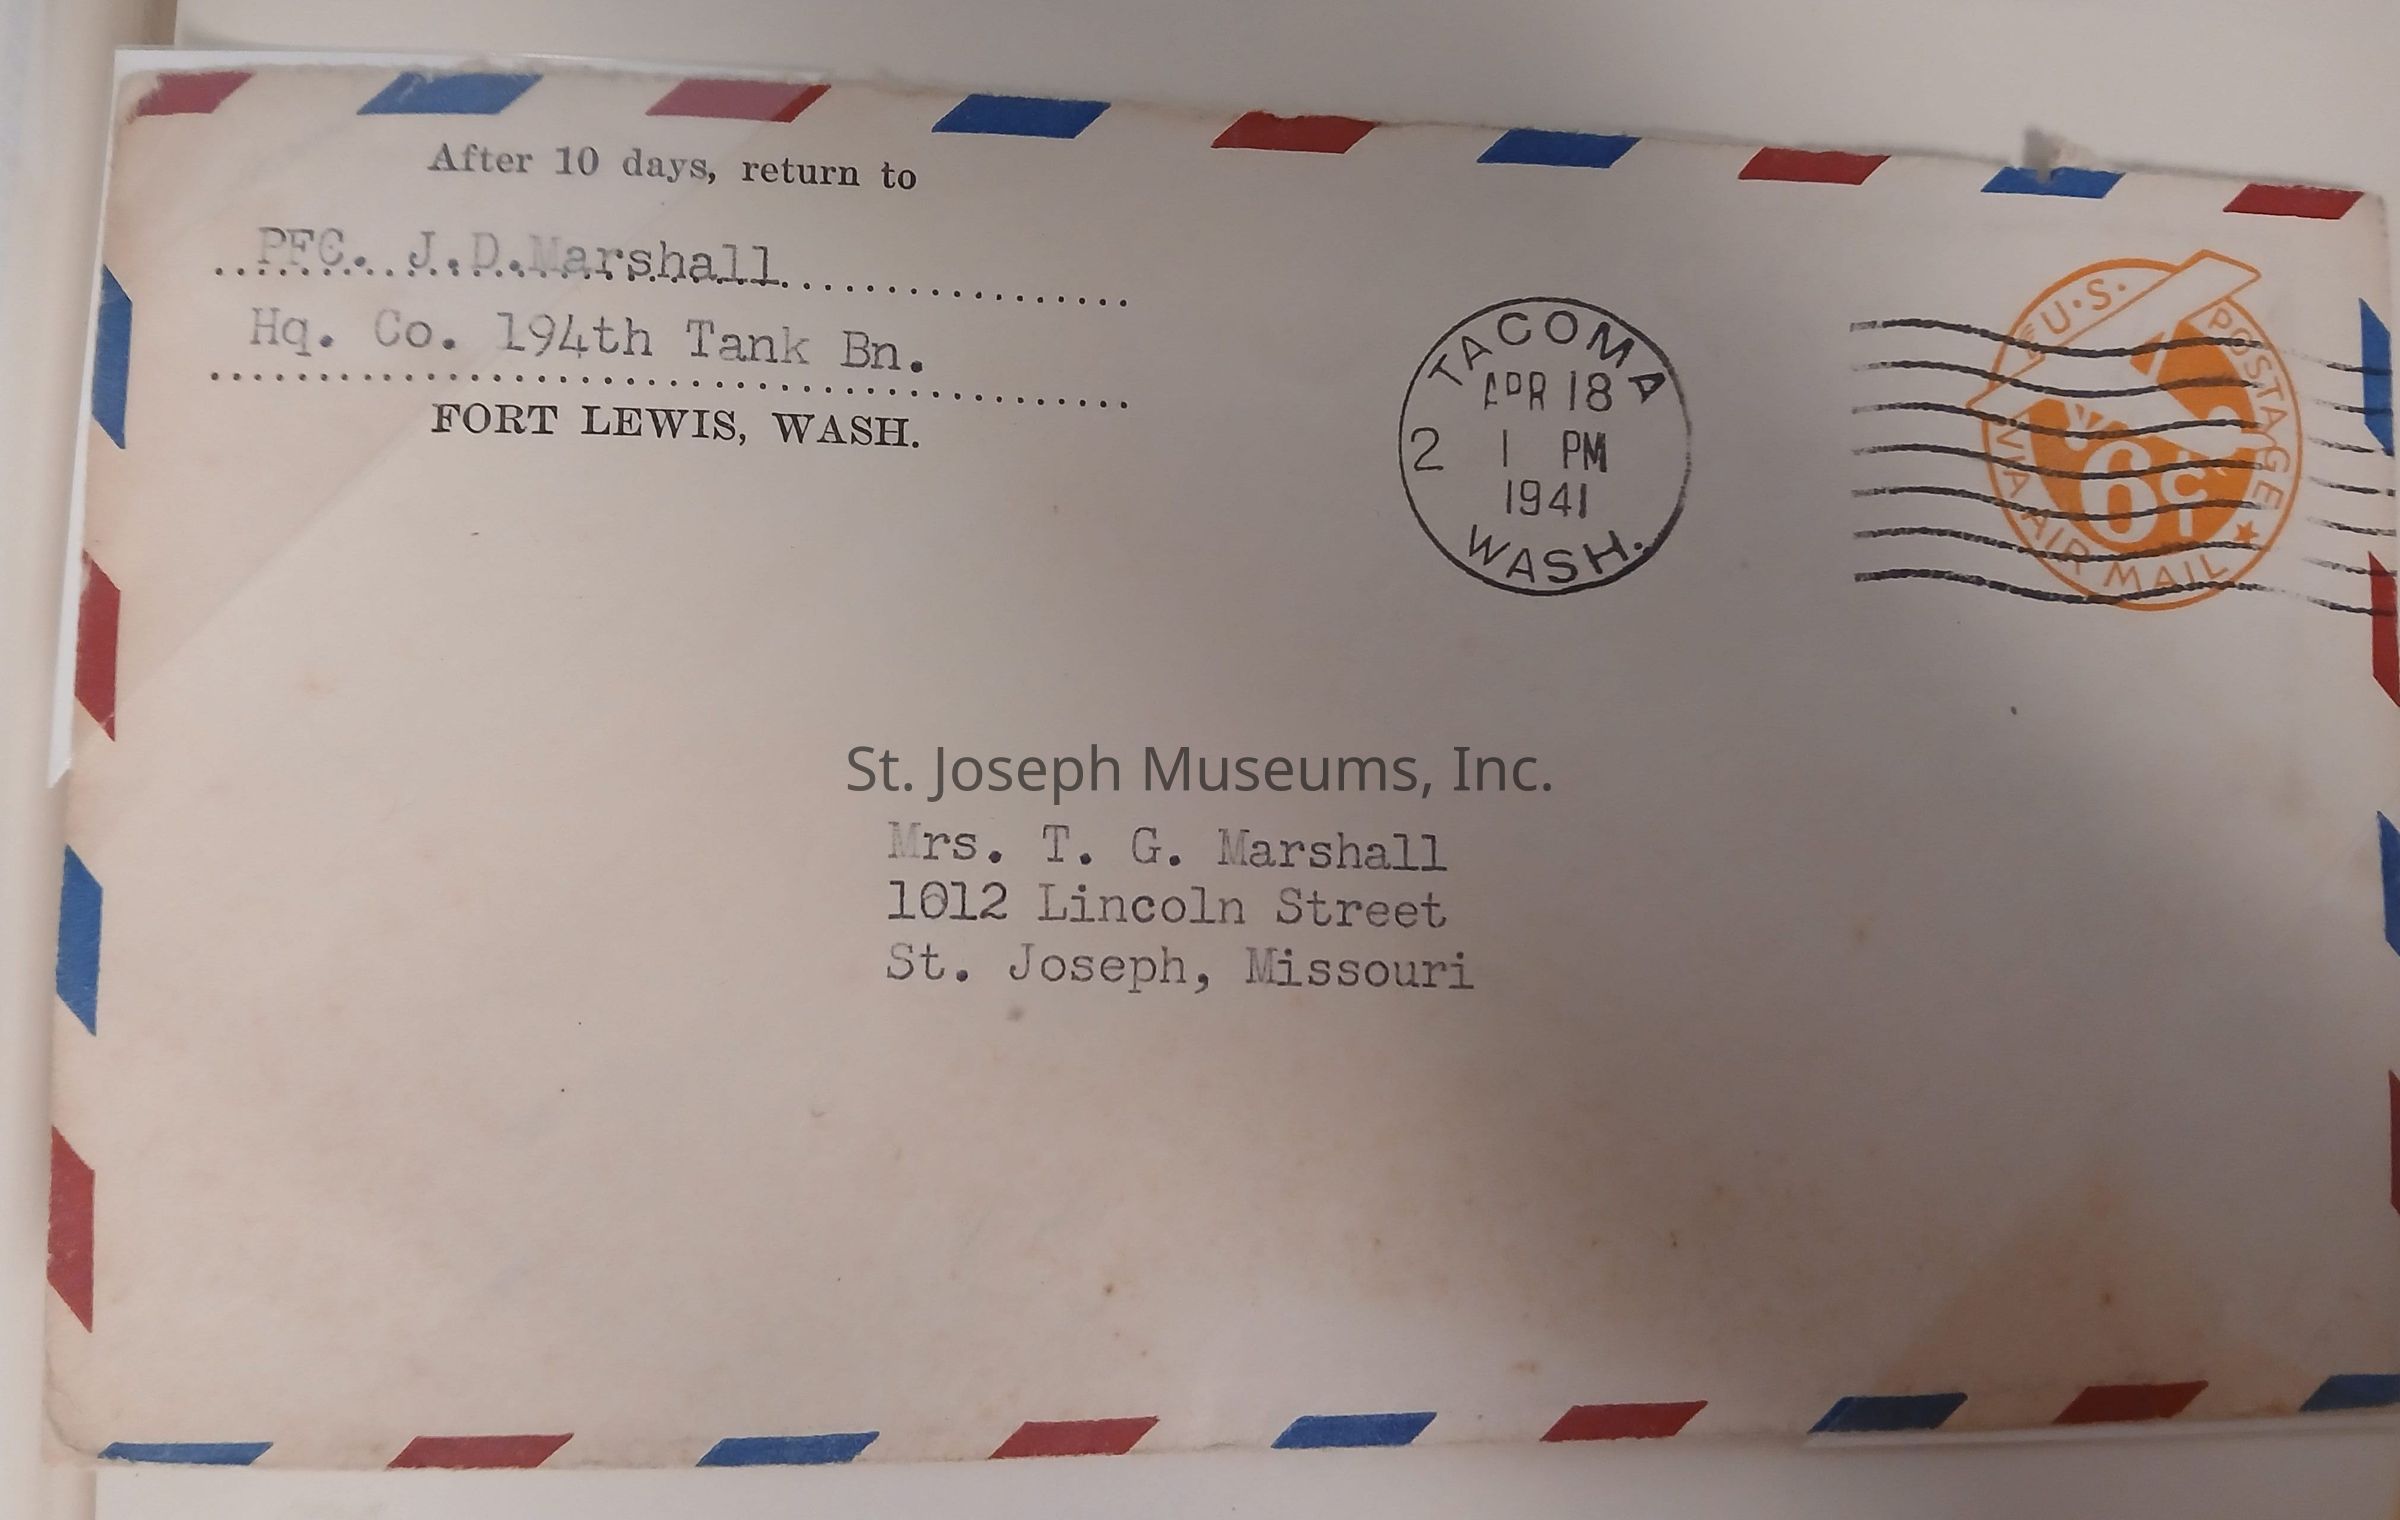 After 10 days, return to
PFC. J.D.Marshall
Hq. Co. 194th Tank Bn.
FORT LEWIS, WASH.
TACOMA
APR 18
2 1 PM
1941
WASH.
U.S. POSTAGE
6¢
VIA AIR MAIL
St. Joseph Museums, Inc.
Mrs. T. G. Marshall
1012 Lincoln Street
St. Joseph, Missouri